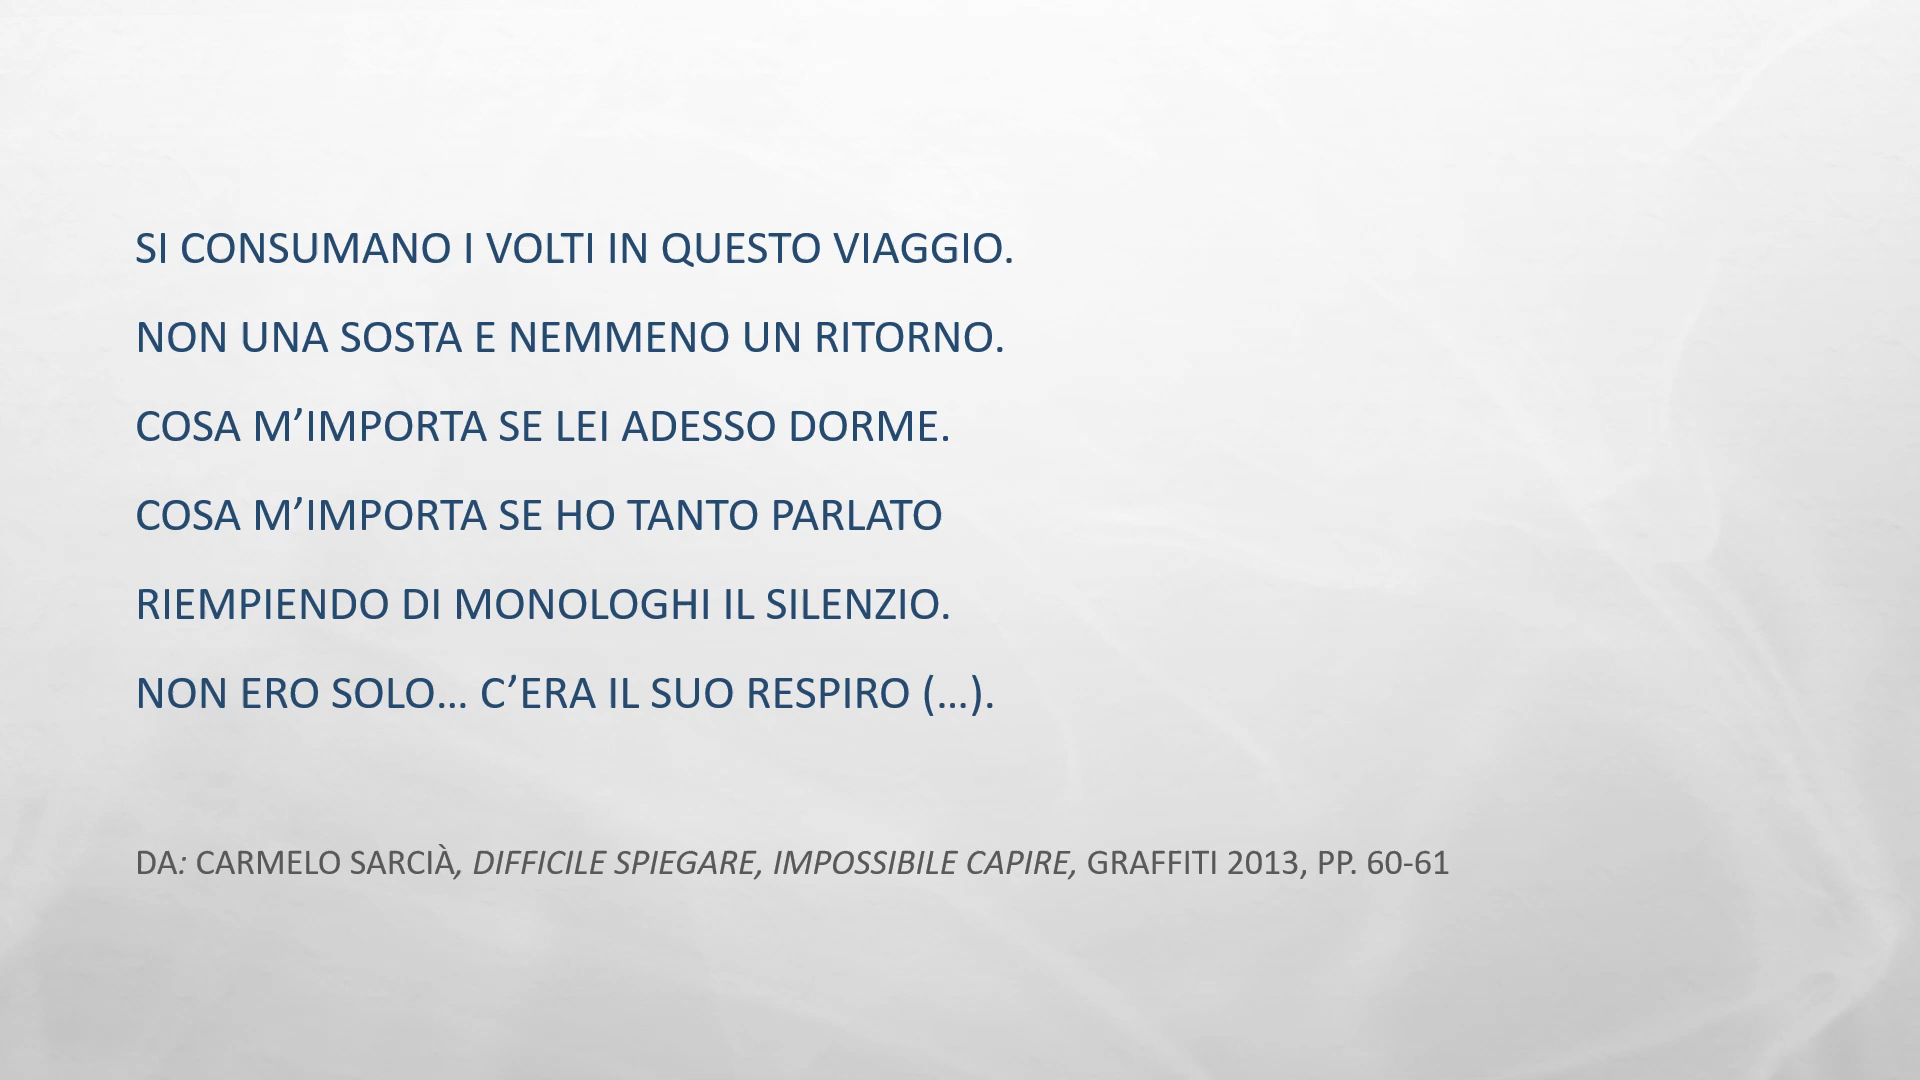 SI CONSUMANO I VOLTI IN QUESTO VIAGGIO.
NON UNA SOSTA E NEMMENO UN RITORNO.
COSA M’IMPORTA SE LEI ADESSO DORME.
COSA M’IMPORTA SE HO TANTO PARLATO
RIEMPIENDO DI MONOLOGHI IL SILENZIO.
NON ERO SOLO… C’ERA IL SUO RESPIRO (…).
DA: CARMELO SARCIÀ, DIFFICILE SPIEGARE, IMPOSSIBILE CAPIRE, GRAFFITI 2013, PP. 60-61